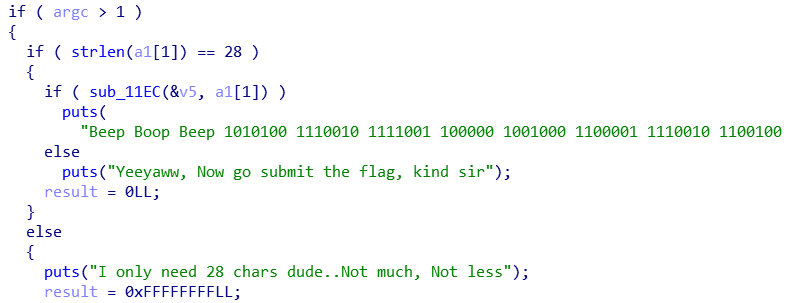 if ( argc > 1 )
{
if ( strlen(a1[1]) == 28 )
{
if ( sub_11EC(&v5, a1[1]) )
puts(
"Beep Boop Beep 1010100 1110010 1111001 100000 1001000 1100001 1110010 1100100
else
puts("Yeeyaww, Now go submit the flag, kind sir");
result = 0LL;
}
else
{
puts("I only need 28 chars dude..Not much, Not less");
result = 0xFFFFFFFFLL;